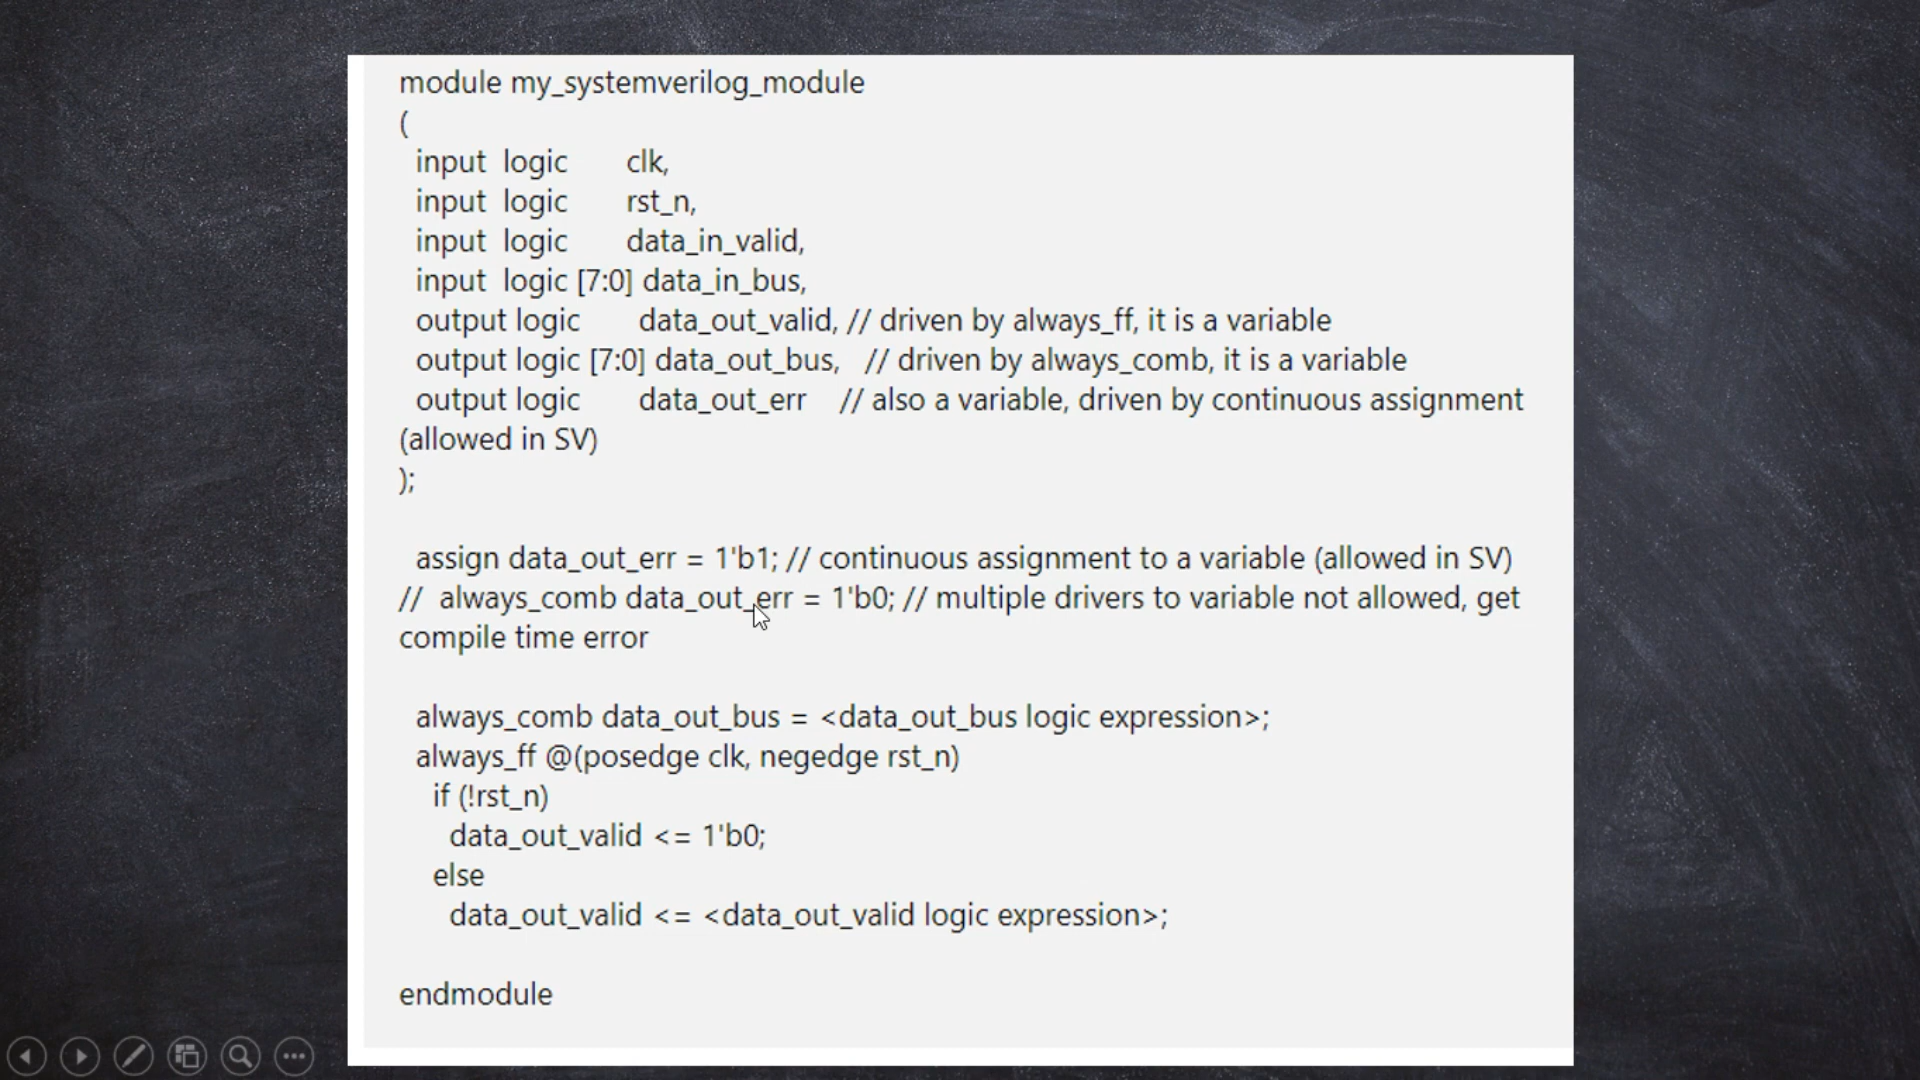 module my_systemverilog_module
(
input logic clk,
input logic rst_n,
input logic data_in_valid,
input logic [7:0] data_in_bus,
output logic data_out_valid, // driven by always_ff, it is a variable
output logic [7:0] data_out_bus, // driven by always_comb, it is a variable
output logic data_out_err // also a variable, driven by continuous assignment
(allowed in SV)
);
assign data_out_err = 1'b1; // continuous assignment to a variable (allowed in SV)
// always_comb data_out_err = 1'b0; // multiple drivers to variable not allowed, get
compile time error
always_comb data_out_bus = <data_out_bus logic expression>;
always_ff @(posedge clk, negedge rst_n)
if (!rst_n)
data_out_valid <= 1'b0;
else
data_out_valid <= <data_out_valid logic expression>;
endmodule